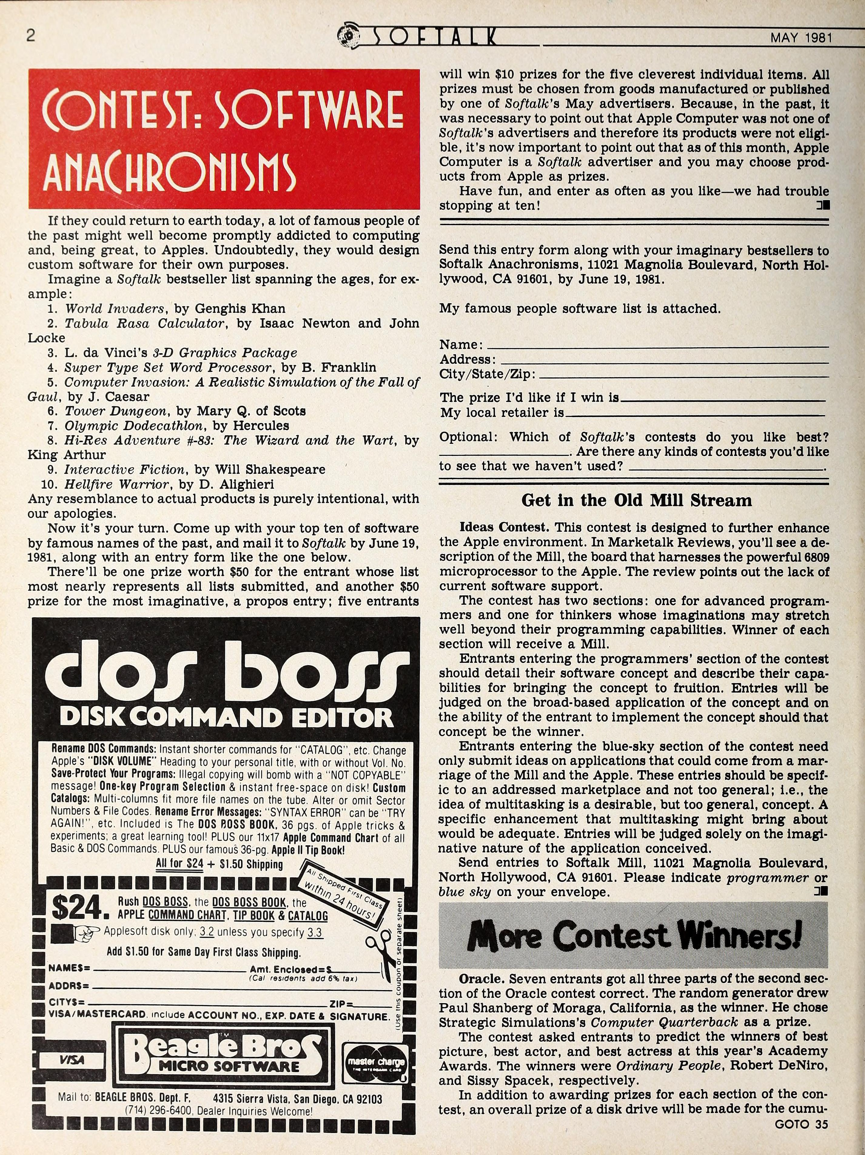 2
SOFTALK
MAY 1981
CONTEST: SOFTWARE
ANACHRONISMS
If they could return to earth today, a lot of famous people of
the past might well become promptly addicted to computing
and, being great, to Apples. Undoubtedly, they would design
custom software for their own purposes.
Imagine a Softalk bestseller list spanning the ages, for ex-
ample:
1. World Invaders, by Genghis Khan
2. Tabula Rasa Calculator, by Isaac Newton and John
Locke
3. L. da Vinci's 3-D Graphics Package
4. Super Type Set Word Processor, by B. Franklin
5. Computer Invasion: A Realistic Simulation of the Fall of
Gaul, by J. Caesar
6. Tower Dungeon, by Mary Q. of Scots
7. Olympic Dodecathlon, by Hercules
8. Hi-Res Adventure #-83: The Wizard and the Wart, by
King Arthur
9. Interactive Fiction, by Will Shakespeare
10. Hellfire Warrior, by D. Alighieri
Any resemblance to actual products is purely intentional, with
our apologies.
Now it's your turn. Come up with your top ten of software
by famous names of the past, and mail it to Softalk by June 19,
1981, along with an entry form like the one below.
There'll be one prize worth $50 for the entrant whose list
most nearly represents all lists submitted, and another $50
prize for the most imaginative, a propos entry; five entrants
will win $10 prizes for the five cleverest individual items. All
prizes must be chosen from goods manufactured or published
by one of Softalk's May advertisers. Because, in the past, it
was necessary to point out that Apple Computer was not one of
Softalk's advertisers and therefore its products were not eligi-
ble, it's now important to point out that as of this month, Apple
Computer is a Softalk advertiser and you may choose prod-
ucts from Apple as prizes.
Have fun, and enter as often as you like—we had trouble
stopping at ten!
Send this entry form along with your imaginary bestsellers to
Softalk Anachronisms, 11021 Magnolia Boulevard, North Hol-
lywood, CA 91601, by June 19, 1981.
My famous people software list is attached.
Name:
Address:
City/State/Zip:
The prize I'd like if I win is
My local retailer is
Optional: Which of Softalk's contests do you like best?
. Are there any kinds of contests you'd like
to see that we haven't used? .
Get in the Old Mill Stream
Ideas Contest. This contest is designed to further enhance
the Apple environment. In Marketalk Reviews, you'll see a de-
scription of the Mill, the board that harnesses the powerful 6809
microprocessor to the Apple. The review points out the lack of
current software support.
The contest has two sections: one for advanced program-
mers and one for thinkers whose imaginations may stretch
well beyond their programming capabilities. Winner of each
section will receive a Mill.
Entrants entering the programmers' section of the contest
should detail their software concept and describe their capa-
bilities for bringing the concept to fruition. Entries will be
judged on the broad-based application of the concept and on
the ability of the entrant to implement the concept should that
concept be the winner.
Entrants entering the blue-sky section of the contest need
only submit ideas on applications that could come from a mar-
riage of the Mill and the Apple. These entries should be specif-
ic to an addressed marketplace and not too general; i.e., the
idea of multitasking is a desirable, but too general, concept. A
specific enhancement that multitasking might bring about
would be adequate. Entries will be judged solely on the imagi-
native nature of the application conceived.
Send entries to Softalk Mill, 11021 Magnolia Boulevard,
North Hollywood, CA 91601. Please indicate programmer or
blue sky on your envelope.
More Contest Winners!
Oracle. Seven entrants got all three parts of the second sec-
tion of the Oracle contest correct. The random generator drew
Paul Shanberg of Moraga, California, as the winner. He chose
Strategic Simulations's Computer Quarterback as a prize.
The contest asked entrants to predict the winners of best
picture, best actor, and best actress at this year's Academy
Awards. The winners were Ordinary People, Robert DeNiro,
and Sissy Spacek, respectively.
In addition to awarding prizes for each section of the con-
test, an overall prize of a disk drive will be made for the cumu-
GOTO 35
dos boss
DISK COMMAND EDITOR
Rename DOS Commands: Instant shorter commands for "CATALOG", etc. Change
Apple's "DISK VOLUME" Heading to your personal title, with or without Vol. No.
Save-Protect Your Programs: Illegal copying will bomb with a "NOT COPYABLE"
message! One-key Program Selection & instant free-space on disk! Custom
Catalogs: Multi-columns fit more file names on the tube. Alter or omit Sector
Numbers & File Codes. Rename Error Messages: "SYNTAX ERROR" can be "TRY
AGAIN!", etc. Included is The DOS ROSS BOOK, 36 pgs. of Apple tricks &
experiments; a great learning tool! PLUS our 11x17 Apple Command Chart of all
Basic & DOS Commands. PLUS our famous 36-pg. Apple II Tip Book!
All for $24 + $1.50 Shipping
All Shipped First Class
within 24 hours!
$24. Rush DOS BOSS, the DOS BOSS BOOK, the
APPLE COMMAND CHART, TIP BOOK & CATALOG
Applesoft disk only; 3.2 unless you specify 3.3
Add $1.50 for Same Day First Class Shipping.
NAME$= Amt. Enclosed=$
(Cal residents add 6% tax)
ADDR$=
CITY$= ZIP=
VISA/MASTERCARD, include ACCOUNT NO., EXP. DATE & SIGNATURE.
(Use this coupon or separate sheet)
VISA
Beagle Bros
TM
MICRO SOFTWARE
master charge
THE INTERBANK CARD
Mail to: BEAGLE BROS. Dept. F. 4315 Sierra Vista, San Diego, CA 92103
(714) 296-6400, Dealer Inquiries Welcome!